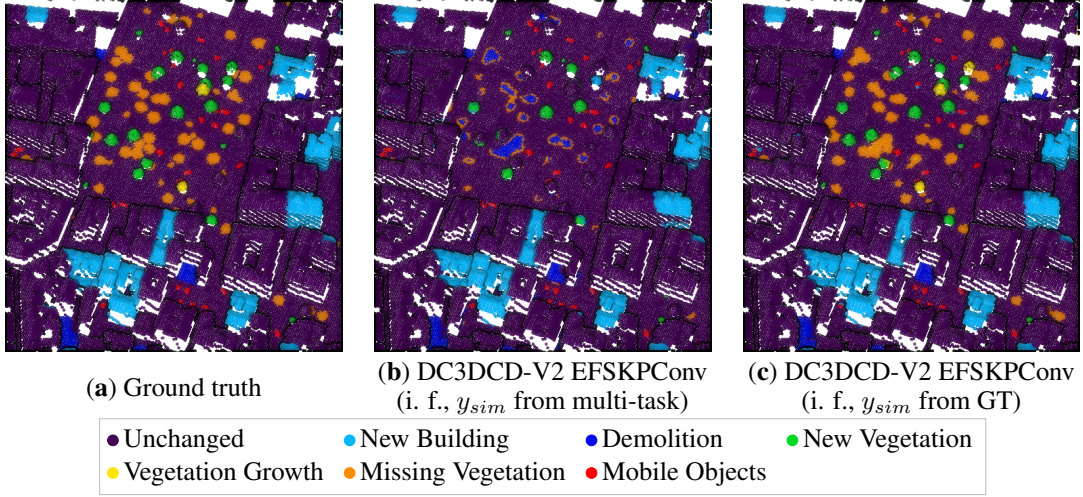 (a) Ground truth
(b) DC3DCD-V2 EFSKPConv
(i. f., y_sim from multi-task)
(c) DC3DCD-V2 EFSKPConv
(i. f., y_sim from GT)
Unchanged New Building Demolition New Vegetation
Vegetation Growth Missing Vegetation Mobile Objects